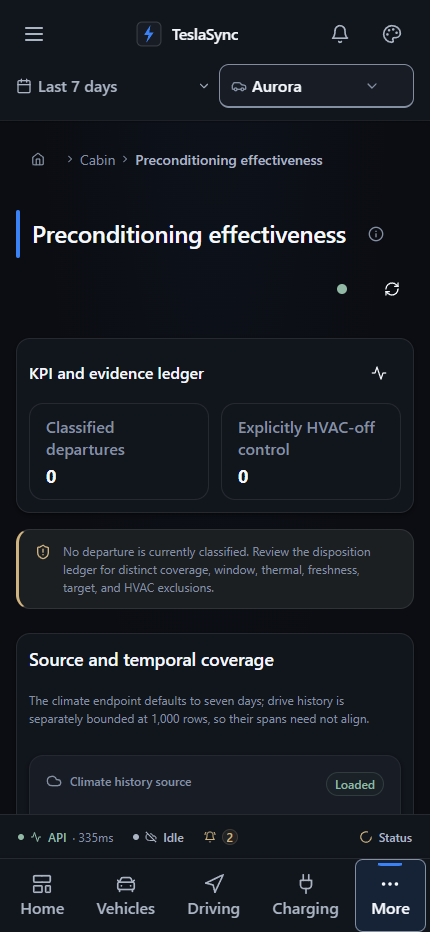 TeslaSync
Last 7 days
Aurora
Cabin
Preconditioning effectiveness
Preconditioning effectiveness
KPI and evidence ledger
Classified
departures
0
Explicitly HVAC-off
control
0
No departure is currently classified. Review the disposition
ledger for distinct coverage, window, thermal, freshness,
target, and HVAC exclusions.
Source and temporal coverage
The climate endpoint defaults to seven days; drive history is
separately bounded at 1,000 rows, so their spans need not align.
Climate history source
Loaded
API · 335ms
Idle
2
Status
Home
Vehicles
Driving
Charging
More